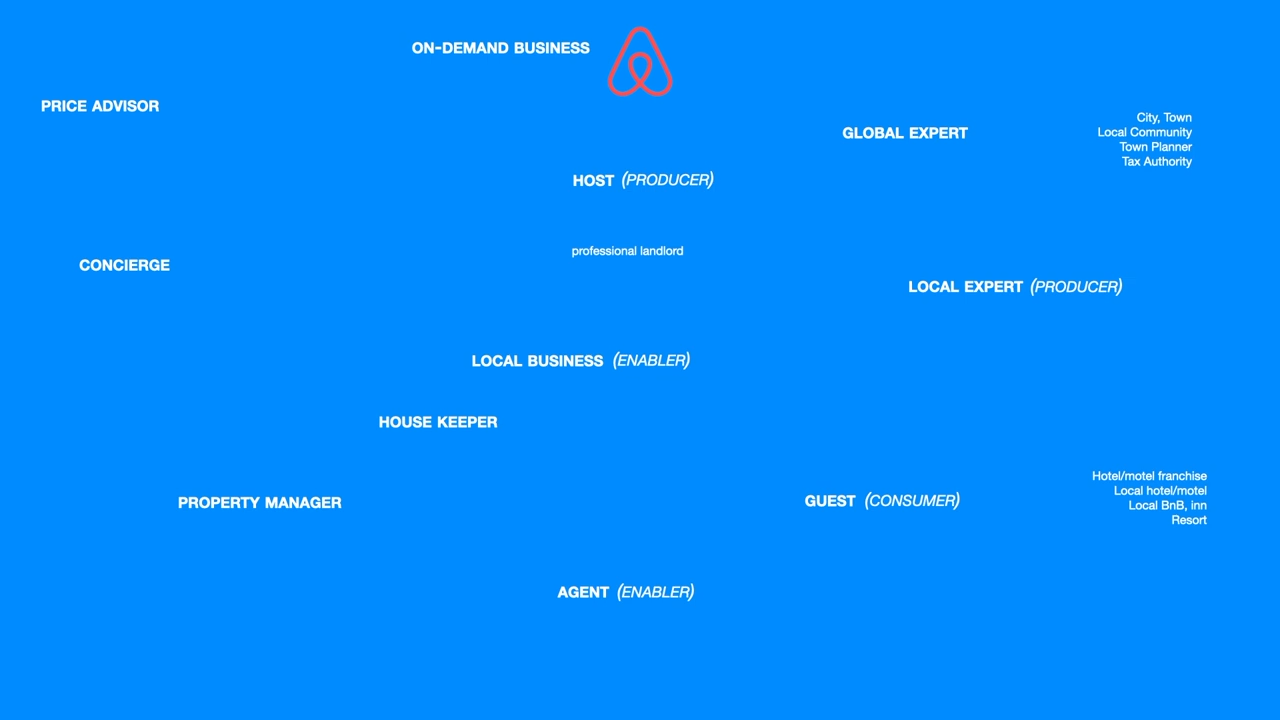 ON-DEMAND BUSINESS
PRICE ADVISOR
GLOBAL EXPERT
City, Town
Local Community
Town Planner
Tax Authority
HOST (PRODUCER)
professional landlord
CONCIERGE
LOCAL EXPERT (PRODUCER)
LOCAL BUSINESS (ENABLER)
HOUSE KEEPER
PROPERTY MANAGER
GUEST (CONSUMER)
Hotel/motel franchise
Local hotel/motel
Local BnB, inn
Resort
AGENT (ENABLER)